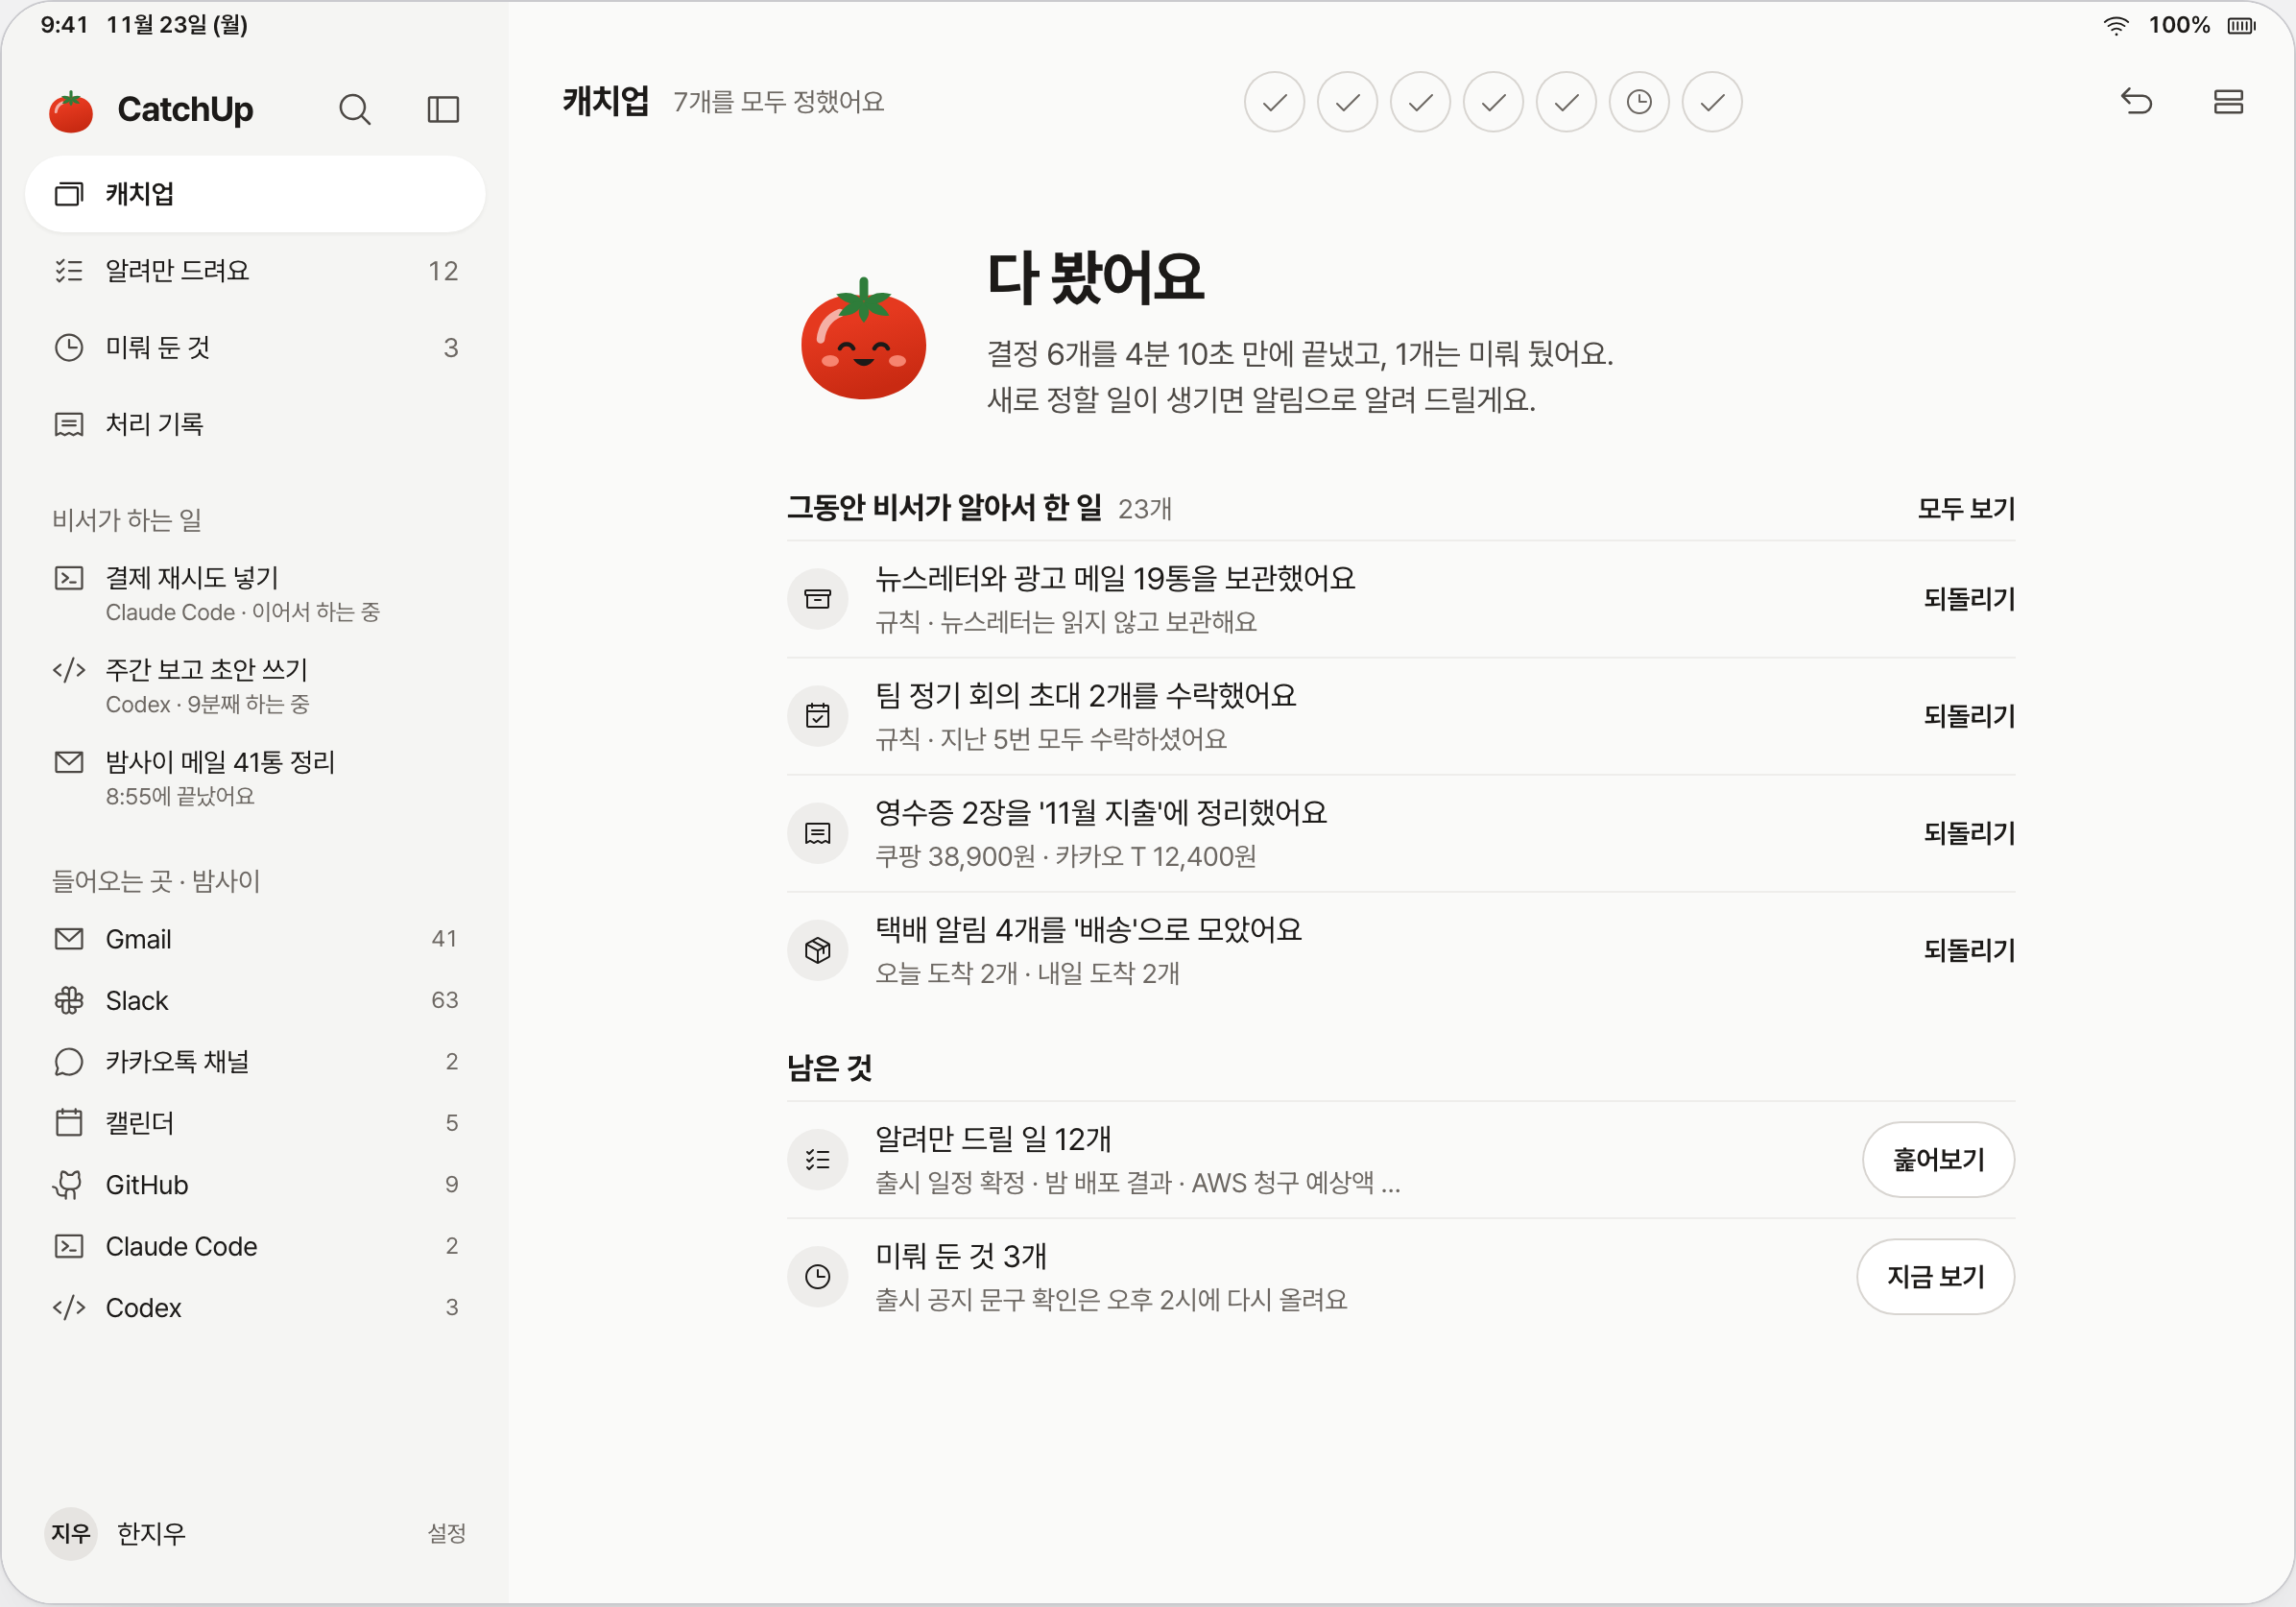 9:41 11월 23일 (월)
100%
CatchUp
캐치업
알려만 드려요 12
미뤄 둔 것 3
처리 기록
비서가 하는 일
결제 재시도 넣기
Claude Code · 이어서 하는 중
주간 보고 초안 쓰기
Codex · 9분째 하는 중
밤사이 메일 41통 정리
8:55에 끝났어요
들어오는 곳 · 밤사이
Gmail 41
Slack 63
카카오톡 채널 2
캘린더 5
GitHub 9
Claude Code 2
Codex 3
지우 한지우 설정
캐치업 7개를 모두 정했어요
다 봤어요
결정 6개를 4분 10초 만에 끝냈고, 1개는 미뤄 뒀어요.
새로 정할 일이 생기면 알림으로 알려 드릴게요.
그동안 비서가 알아서 한 일 23개 모두 보기
뉴스레터와 광고 메일 19통을 보관했어요
규칙 · 뉴스레터는 읽지 않고 보관해요
되돌리기
팀 정기 회의 초대 2개를 수락했어요
규칙 · 지난 5번 모두 수락하셨어요
되돌리기
영수증 2장을 '11월 지출'에 정리했어요
쿠팡 38,900원 · 카카오 T 12,400원
되돌리기
택배 알림 4개를 '배송'으로 모았어요
오늘 도착 2개 · 내일 도착 2개
되돌리기
남은 것
알려만 드릴 일 12개
출시 일정 확정 · 밤 배포 결과 · AWS 청구 예상액 ...
훑어보기
미뤄 둔 것 3개
출시 공지 문구 확인은 오후 2시에 다시 올려요
지금 보기